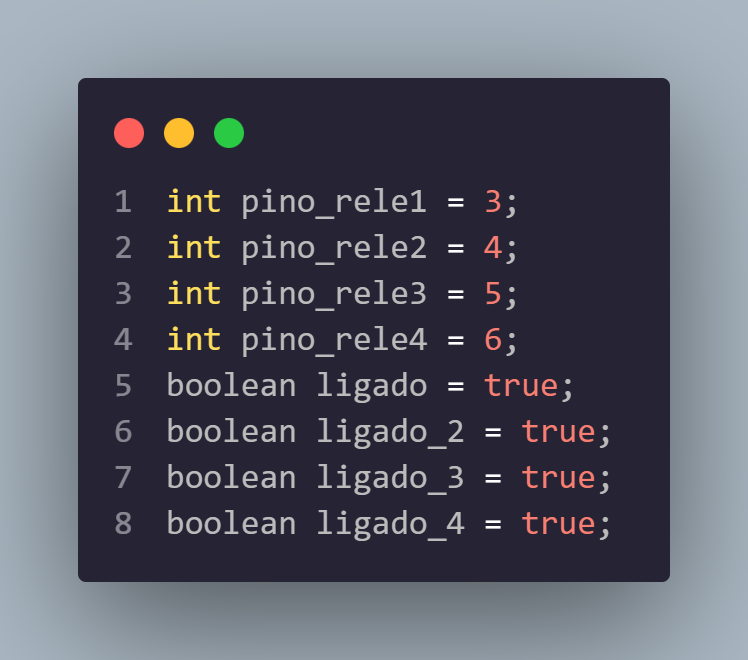 1 int pino_rele1 = 3;
2 int pino_rele2 = 4;
3 int pino_rele3 = 5;
4 int pino_rele4 = 6;
5 boolean ligado = true;
6 boolean ligado_2 = true;
7 boolean ligado_3 = true;
8 boolean ligado_4 = true;